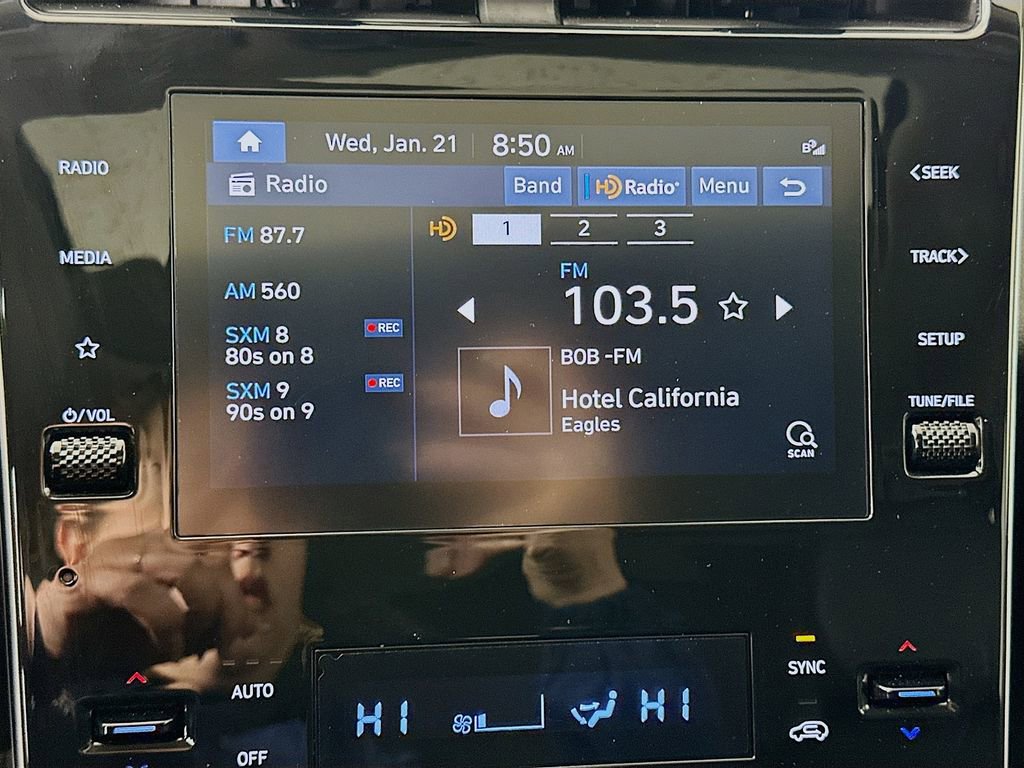 Wed, Jan. 21 8:50 AM
RADIO
Radio Band HD Radio Menu
<SEEK
HD 1 2 3
FM 87.7
MEDIA
TRACK>
FM
AM 560
103.5
SXM 8 REC
80s on 8
SETUP
BOB -FM
SXM 9 REC
90s on 9
Hotel California
Eagles
/VOL
TUNE/FILE
SCAN
SYNC
AUTO
HI HI
OFF